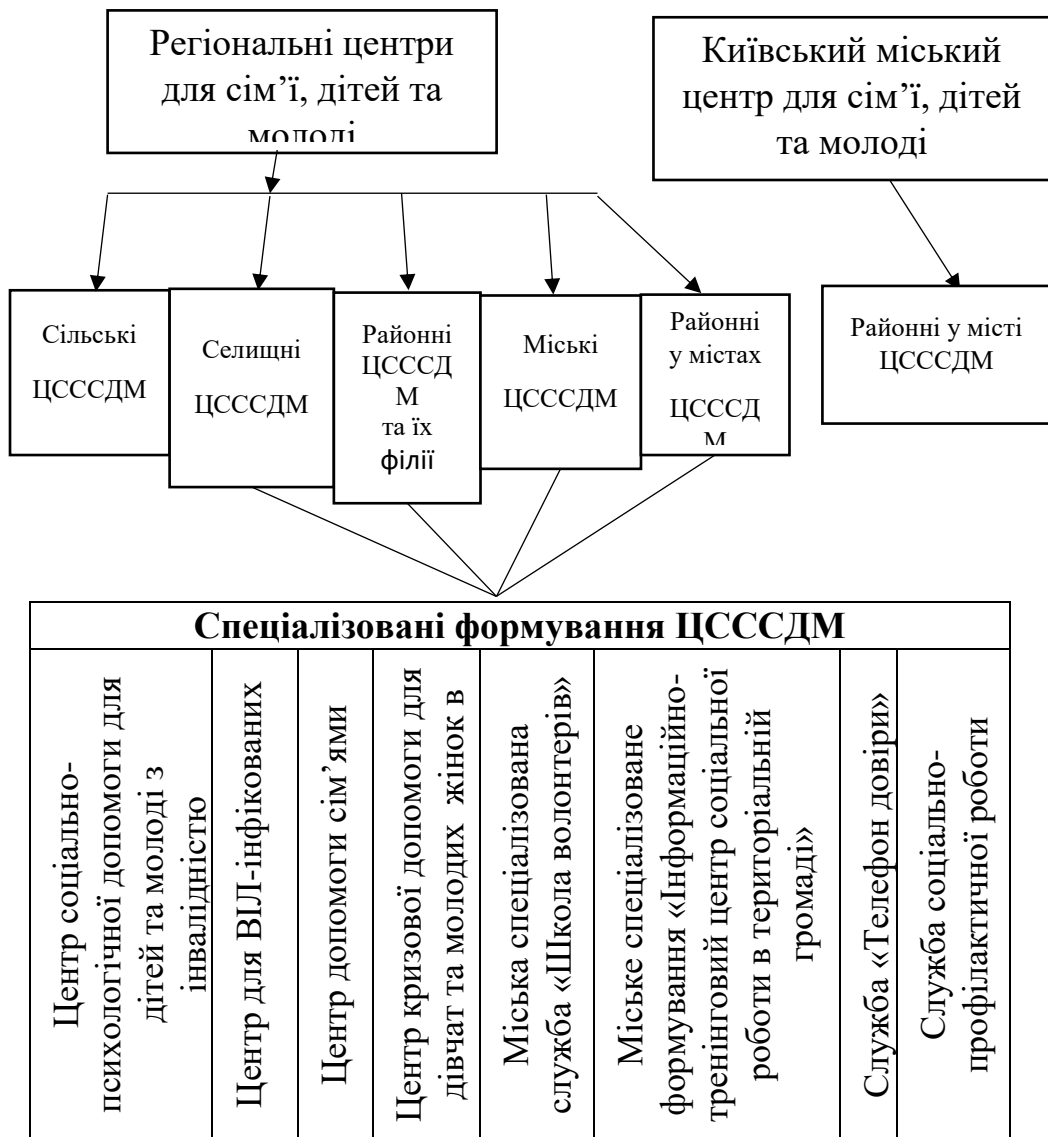 Регіональні центри
для сім’ї, дітей та
молоді
Київський міський
центр для сім’ї, дітей
та молоді
Сільські
ЦСССДМ
Селищні
ЦСССДМ
Районні
ЦСССД
М
та їх
філії
Міські
ЦСССДМ
Районні
у містах
ЦСССД
М
Районні у місті
ЦСССДМ
Спеціалізовані формування ЦСССДМ
Центр соціально-
психологічної допомоги для
дітей та молоді з
інвалідністю
Центр для ВІЛ-інфікованих
Центр допомоги сім’ями
Центр кризової допомоги для
дівчат та молодих жінок в
Міська спеціалізована
служба «Школа волонтерів»
Міське спеціалізоване
формування «Інформаційно-
тренінговий центр соціальної
роботи в територіальній
громаді»
Служба «Телефон довіри»
Служба соціально-
профілактичної роботи